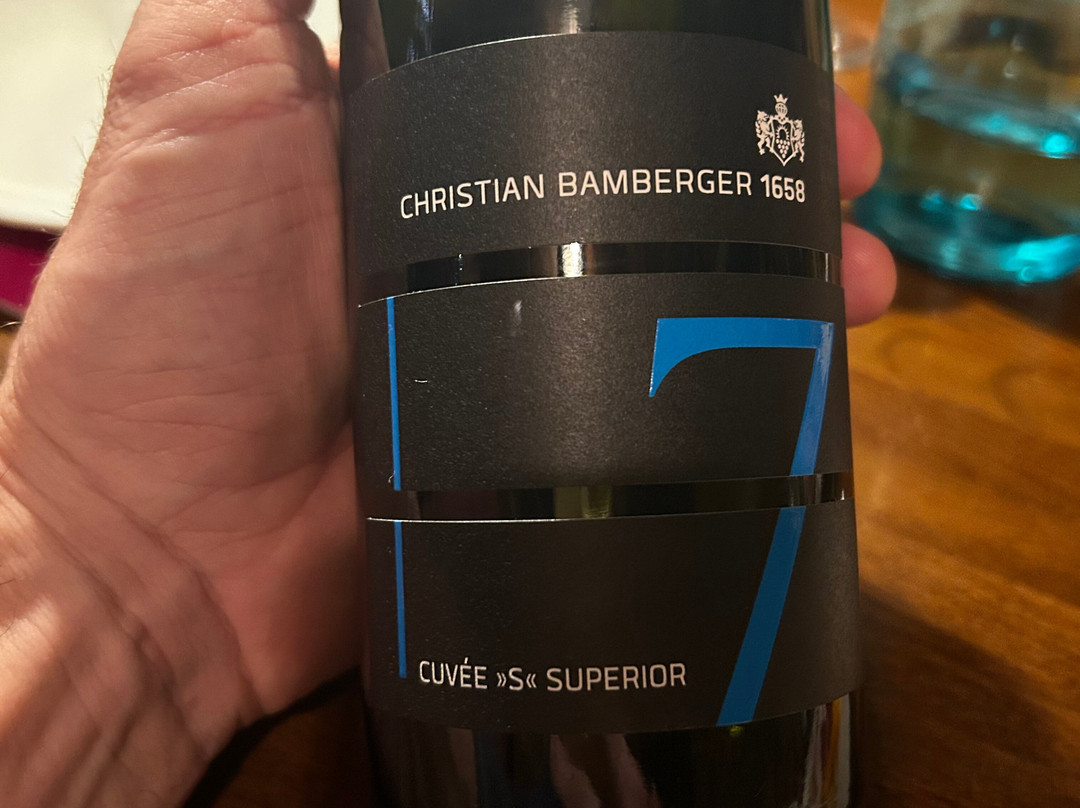 CHRISTIAN BAMBERGER 1658
7
CUVÉE »S« SUPERIOR